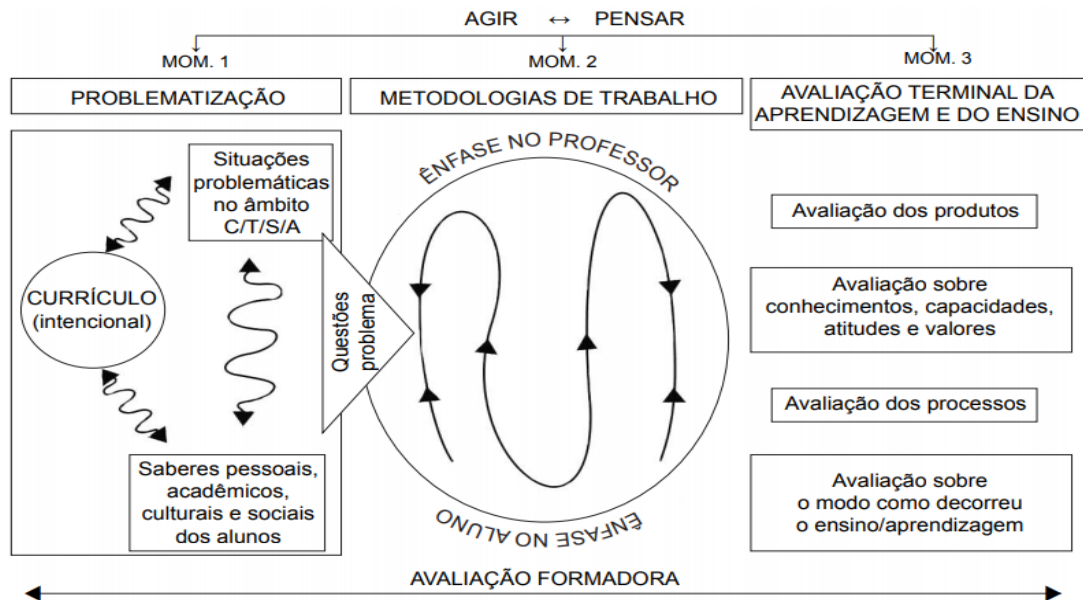 AGIR ↔ PENSAR
MOM. 1
MOM. 2
MOM. 3
PROBLEMATIZAÇÃO
METODOLOGIAS DE TRABALHO
AVALIAÇÃO TERMINAL DA
APRENDIZAGEM E DO ENSINO
Situações
problemáticas
no âmbito
C/T/S/A
CURRÍCULO
(intencional)
Saberes pessoais,
acadêmicos,
culturais e sociais
dos alunos
Questões
problema
ÊNFASE NO PROFESSOR
ÊNFASE NO ALUNO
Avaliação dos produtos
Avaliação sobre
conhecimentos, capacidades,
atitudes e valores
Avaliação dos processos
Avaliação sobre
o modo como decorreu
o ensino/aprendizagem
AVALIAÇÃO FORMADORA